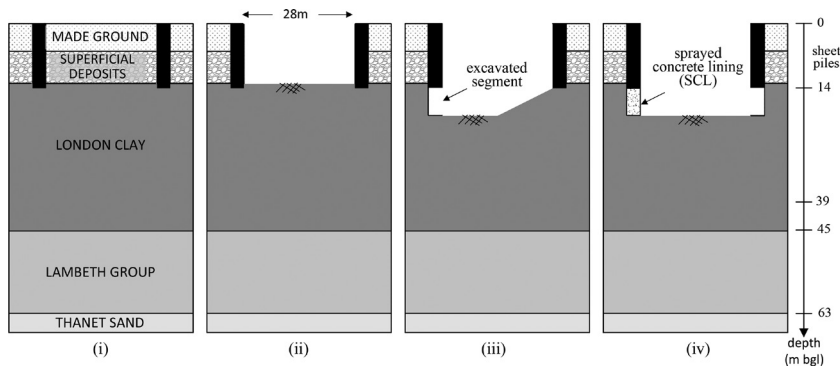 MADE GROUND
SUPERFICIAL
DEPOSITS
LONDON CLAY
LAMBETH GROUP
THANET SAND
(i)
28m
(ii)
excavated
segment
(iii)
sprayed
concrete lining
(SCL)
(iv)
0
sheet
piles
14
39
45
63
depth
(m bgl)